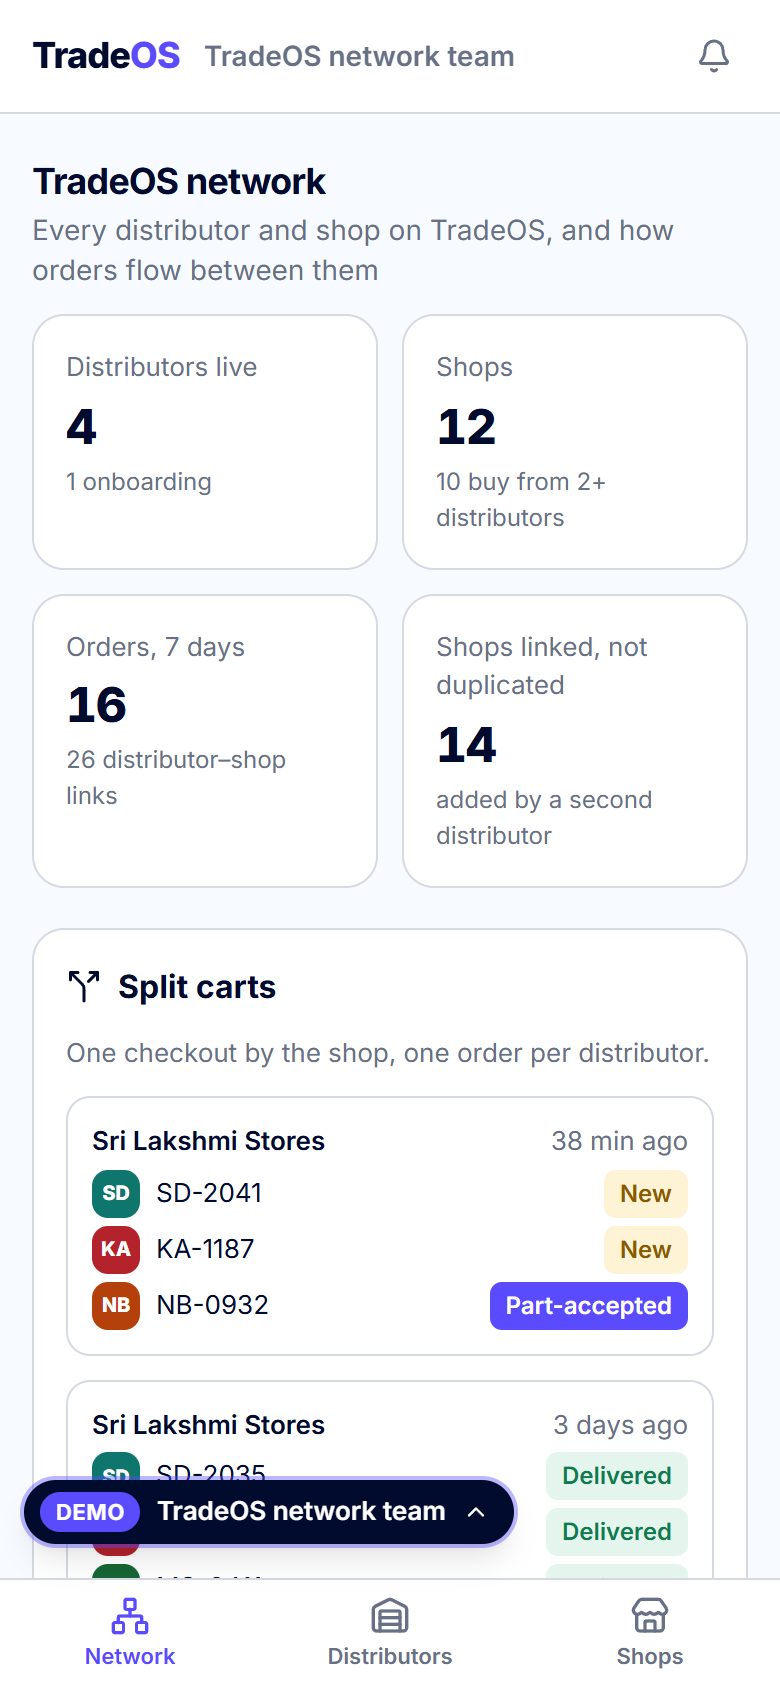 TradeOS TradeOS network team
TradeOS network
Every distributor and shop on TradeOS, and how
orders flow between them
Distributors live
4
1 onboarding
Shops
12
10 buy from 2+
distributors
Orders, 7 days
16
26 distributor–shop
links
Shops linked, not
duplicated
14
added by a second
distributor
Split carts
One checkout by the shop, one order per distributor.
Sri Lakshmi Stores 38 min ago
SD SD-2041 New
KA KA-1187 New
NB NB-0932 Part-accepted
Sri Lakshmi Stores 3 days ago
SD SD-2035 Delivered
Delivered
DEMO TradeOS network team
Network
Distributors
Shops